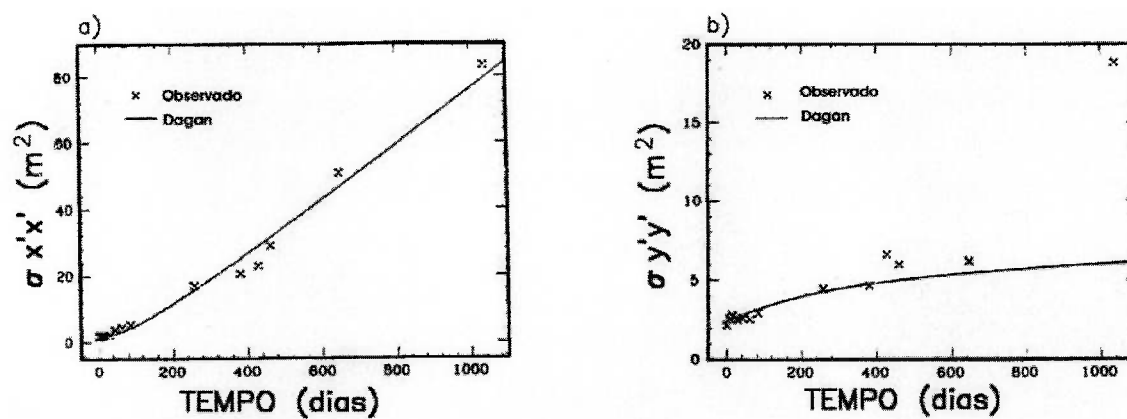 a)
80
60
40
20
0
σ x'x' (m²)
× Observado
— Dagan
0 200 400 600 800 1000
TEMPO (dias)
b)
20
15
10
5
0
σ y'y' (m²)
× Observado
— Dagan
0 200 400 600 800 1000
TEMPO (dias)